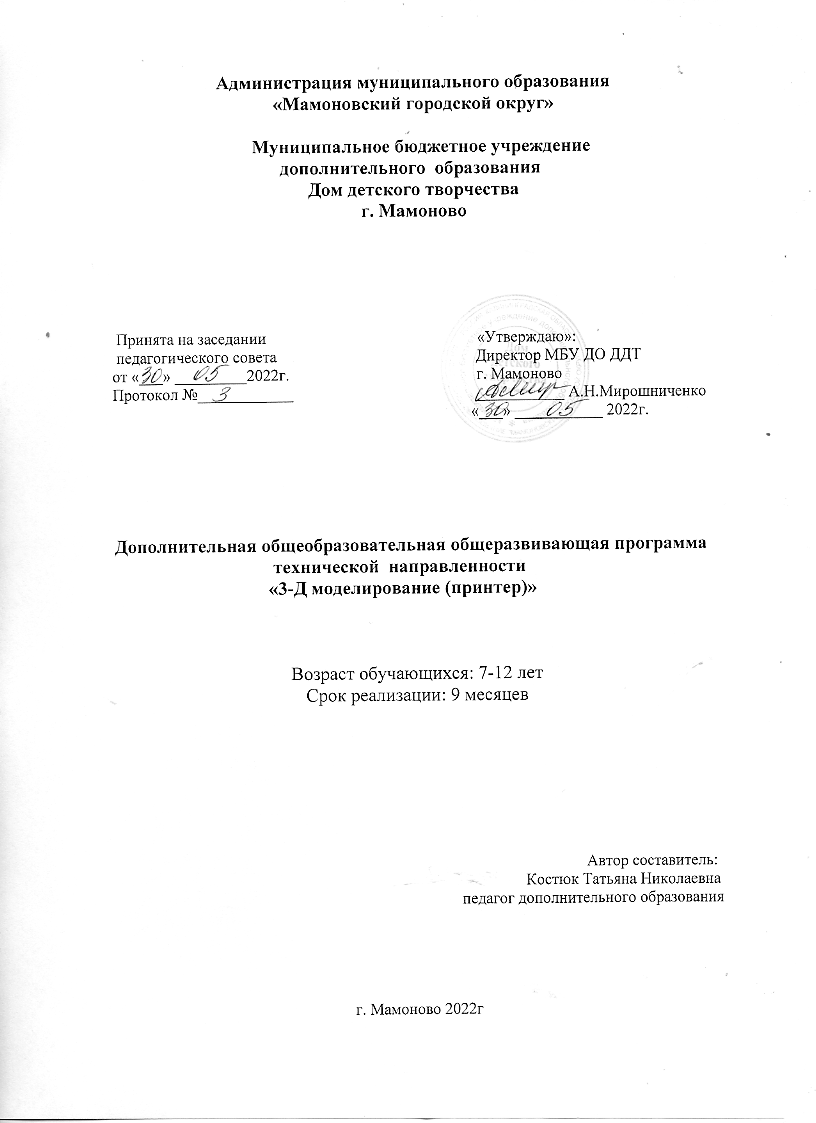 Администрация муниципального образования
«Мамоновский городской округ»
Муниципальное бюджетное учреждение
дополнительного образования
Дом детского творчества
г. Мамоново
Принята на заседании
педагогического совета
от «30» 05 2022г.
Протокол № 3
«Утверждаю»:
Директор МБУ ДО ДДТ
г. Мамоново
А.Н.Мирошниченко
«30» 05 2022г.
Дополнительная общеобразовательная общеразвивающая программа
технической направленности
«3-Д моделирование (принтер)»
Возраст обучающихся: 7-12 лет
Срок реализации: 9 месяцев
Автор составитель:
Костюк Татьяна Николаевна
педагог дополнительного образования
г. Мамоново 2022г